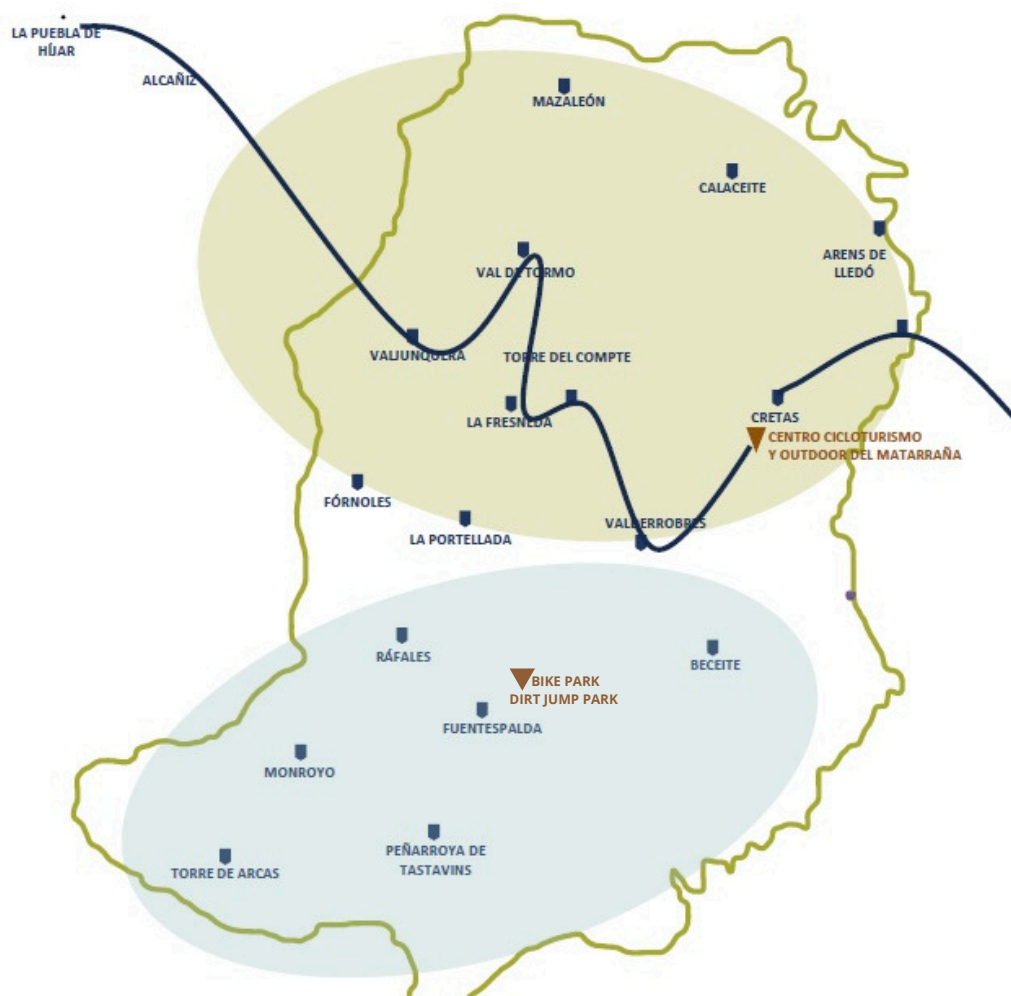 LA PUEBLA DE
HÍJAR
ALCAÑIZ
MAZALEÓN
CALACEITE
ARENS DE
LLEDÓ
VAL DE TORMO
VALJUNQUERA
TORRE DEL COMPTE
LA FRESNEDA
CRETAS
CENTRO CICLOTURISMO
Y OUTDOOR DEL MATARRAÑA
FÓRNOLES
LA PORTELLADA
VALDERROBRES
RÁFALES
BECEITE
BIKE PARK
DIRT JUMP PARK
FUENTESPALDA
MONROYO
PEÑARROYA DE
TASTAVINS
TORRE DE ARCAS